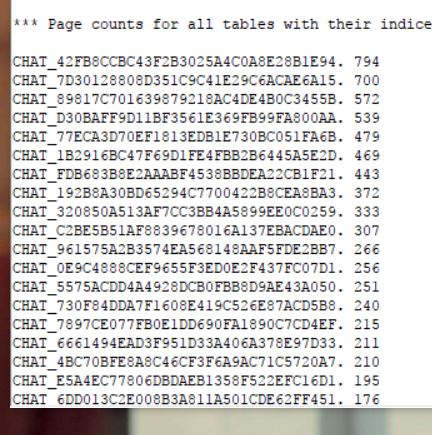 *** Page counts for all tables with their indice
CHAT_42FB8CCBC43F2B3025A4C0A8E28B1E94. 794
CHAT_7D30128808D351C9C41E29C6ACAE6A15. 700
CHAT_89817C701639879218AC4DE4B0C3455B. 572
CHAT_D30BAFF9D11BF3561E369FB99FA800AA. 539
CHAT_77ECA3D70EF1813EDB1E730BC051FA6B. 479
CHAT_1B2916BC47F69D1FE4FBB2B6445A5E2D. 469
CHAT_FDB683B8E2AAABF4538BBDEA22CB1F21. 443
CHAT_192B8A30BD65294C7700422B8CEA8BA3. 372
CHAT_320850A513AF7CC3BB4A5899EE0C0259. 333
CHAT_C2BE5B51AF8839678016A137EBACDAE0. 307
CHAT_961575A2B3574EA568148AAF5FDE2BB7. 266
CHAT_0E9C4888CEF9655F3ED0E2F437FC07D1. 256
CHAT_5575ACDD4A4928DCB0FBB8D9AE43A050. 251
CHAT_730F84DDA7F1608E419C526E87ACD5B8. 240
CHAT_7897CE077FB0E1DD690FA1890C7CD4EF. 215
CHAT_6661494EAD3F951D33A406A378E97D33. 211
CHAT_4BC70BFE8A8C46CF3F6A9AC71C5720A7. 210
CHAT_E5A4EC77806DBDAEB1358F522EFC16D1. 195
CHAT_6DD013C2E008B3A811A501CDE62FF451. 176